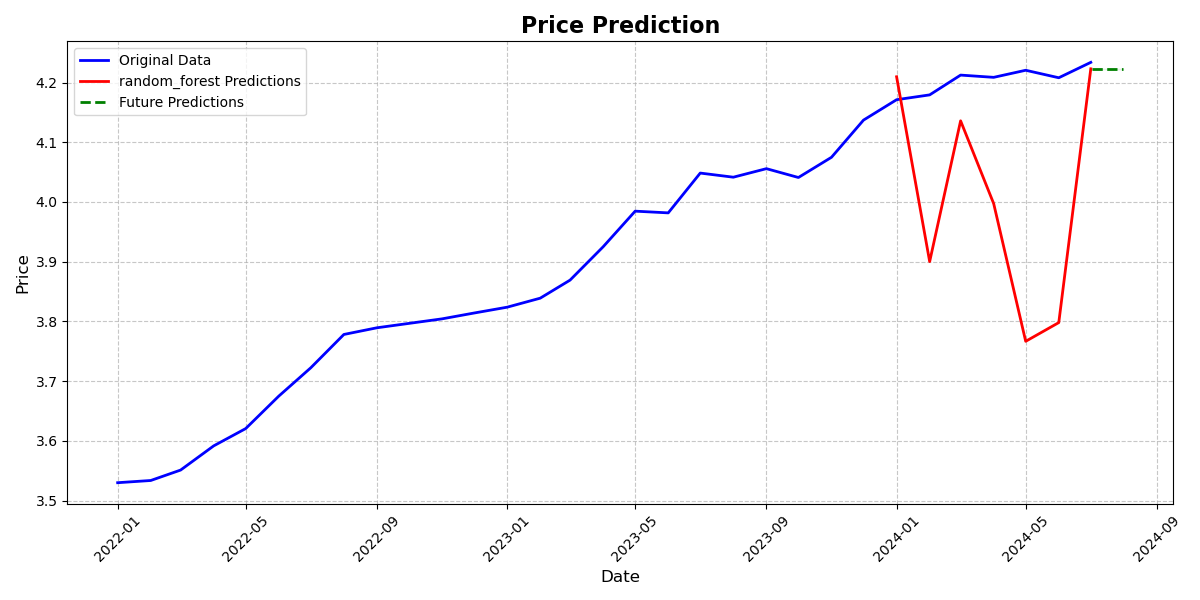 Price Prediction
Original Data
random_forest Predictions
Future Predictions
Price
4.2
4.1
4.0
3.9
3.8
3.7
3.6
3.5
2022-01
2022-05
2022-09
2023-01
2023-05
2023-09
2024-01
2024-05
2024-09
Date